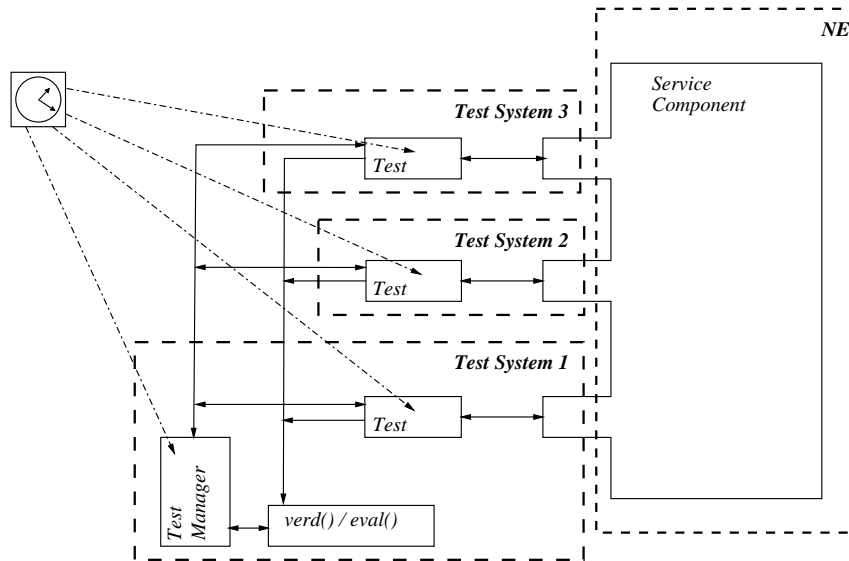 NE
Service
Component
Test System 3
Test
Test System 2
Test
Test System 1
Test
Test
Manager
verd() / eval()